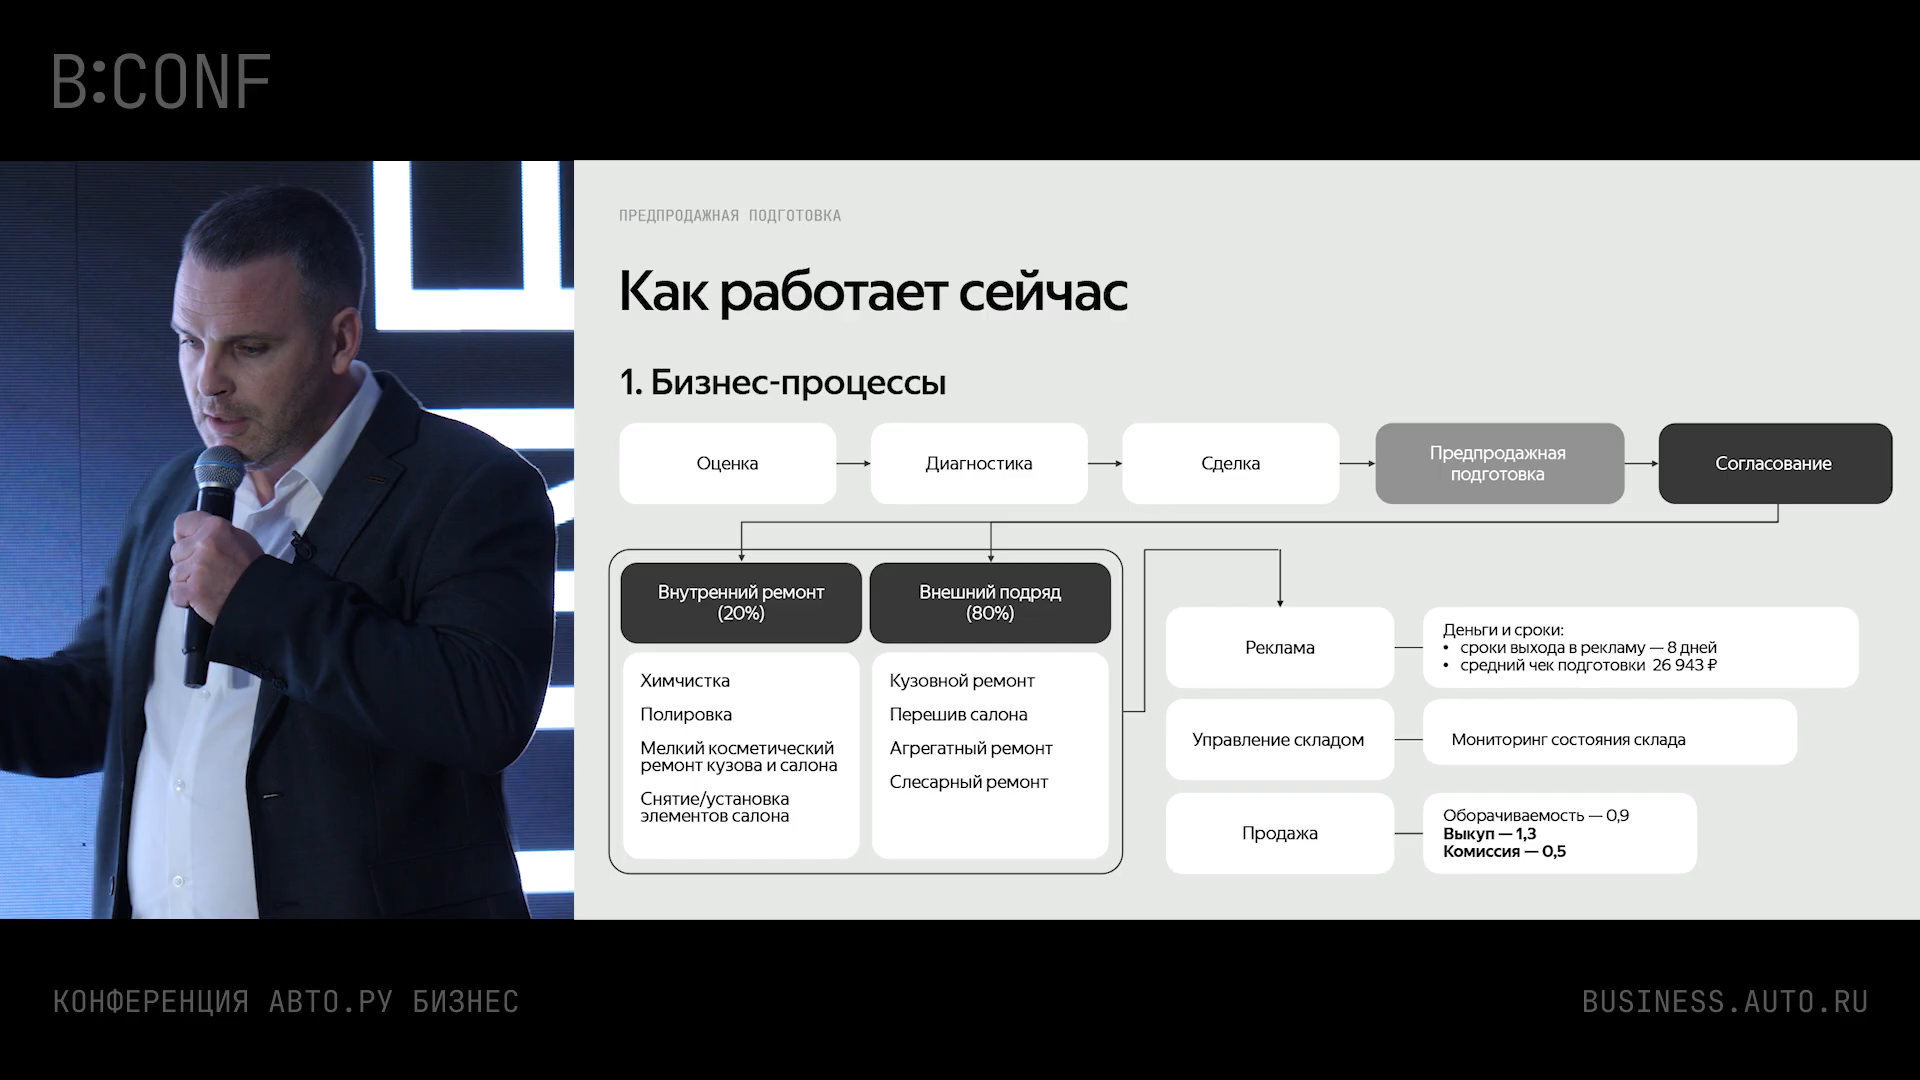 B:CONF
ПРЕДПРОДАЖНАЯ ПОДГОТОВКА
Как работает сейчас
1. Бизнес-процессы
Оценка
Диагностика
Сделка
Предпродажная
подготовка
Согласование
Внутренний ремонт
(20%)
Химчистка
Полировка
Мелкий косметический
ремонт кузова и салона
Снятие/установка
элементов салона
Внешний подряд
(80%)
Кузовной ремонт
Перешив салона
Агрегатный ремонт
Слесарный ремонт
Реклама
Деньги и сроки:
• сроки выхода в рекламу — 8 дней
• средний чек подготовки 26 943 ₽
Управление складом
Мониторинг состояния склада
Продажа
Оборачиваемость — 0,9
Выкуп — 1,3
Комиссия — 0,5
КОНФЕРЕНЦИЯ АВТО.РУ БИЗНЕС
BUSINESS.AUTO.RU